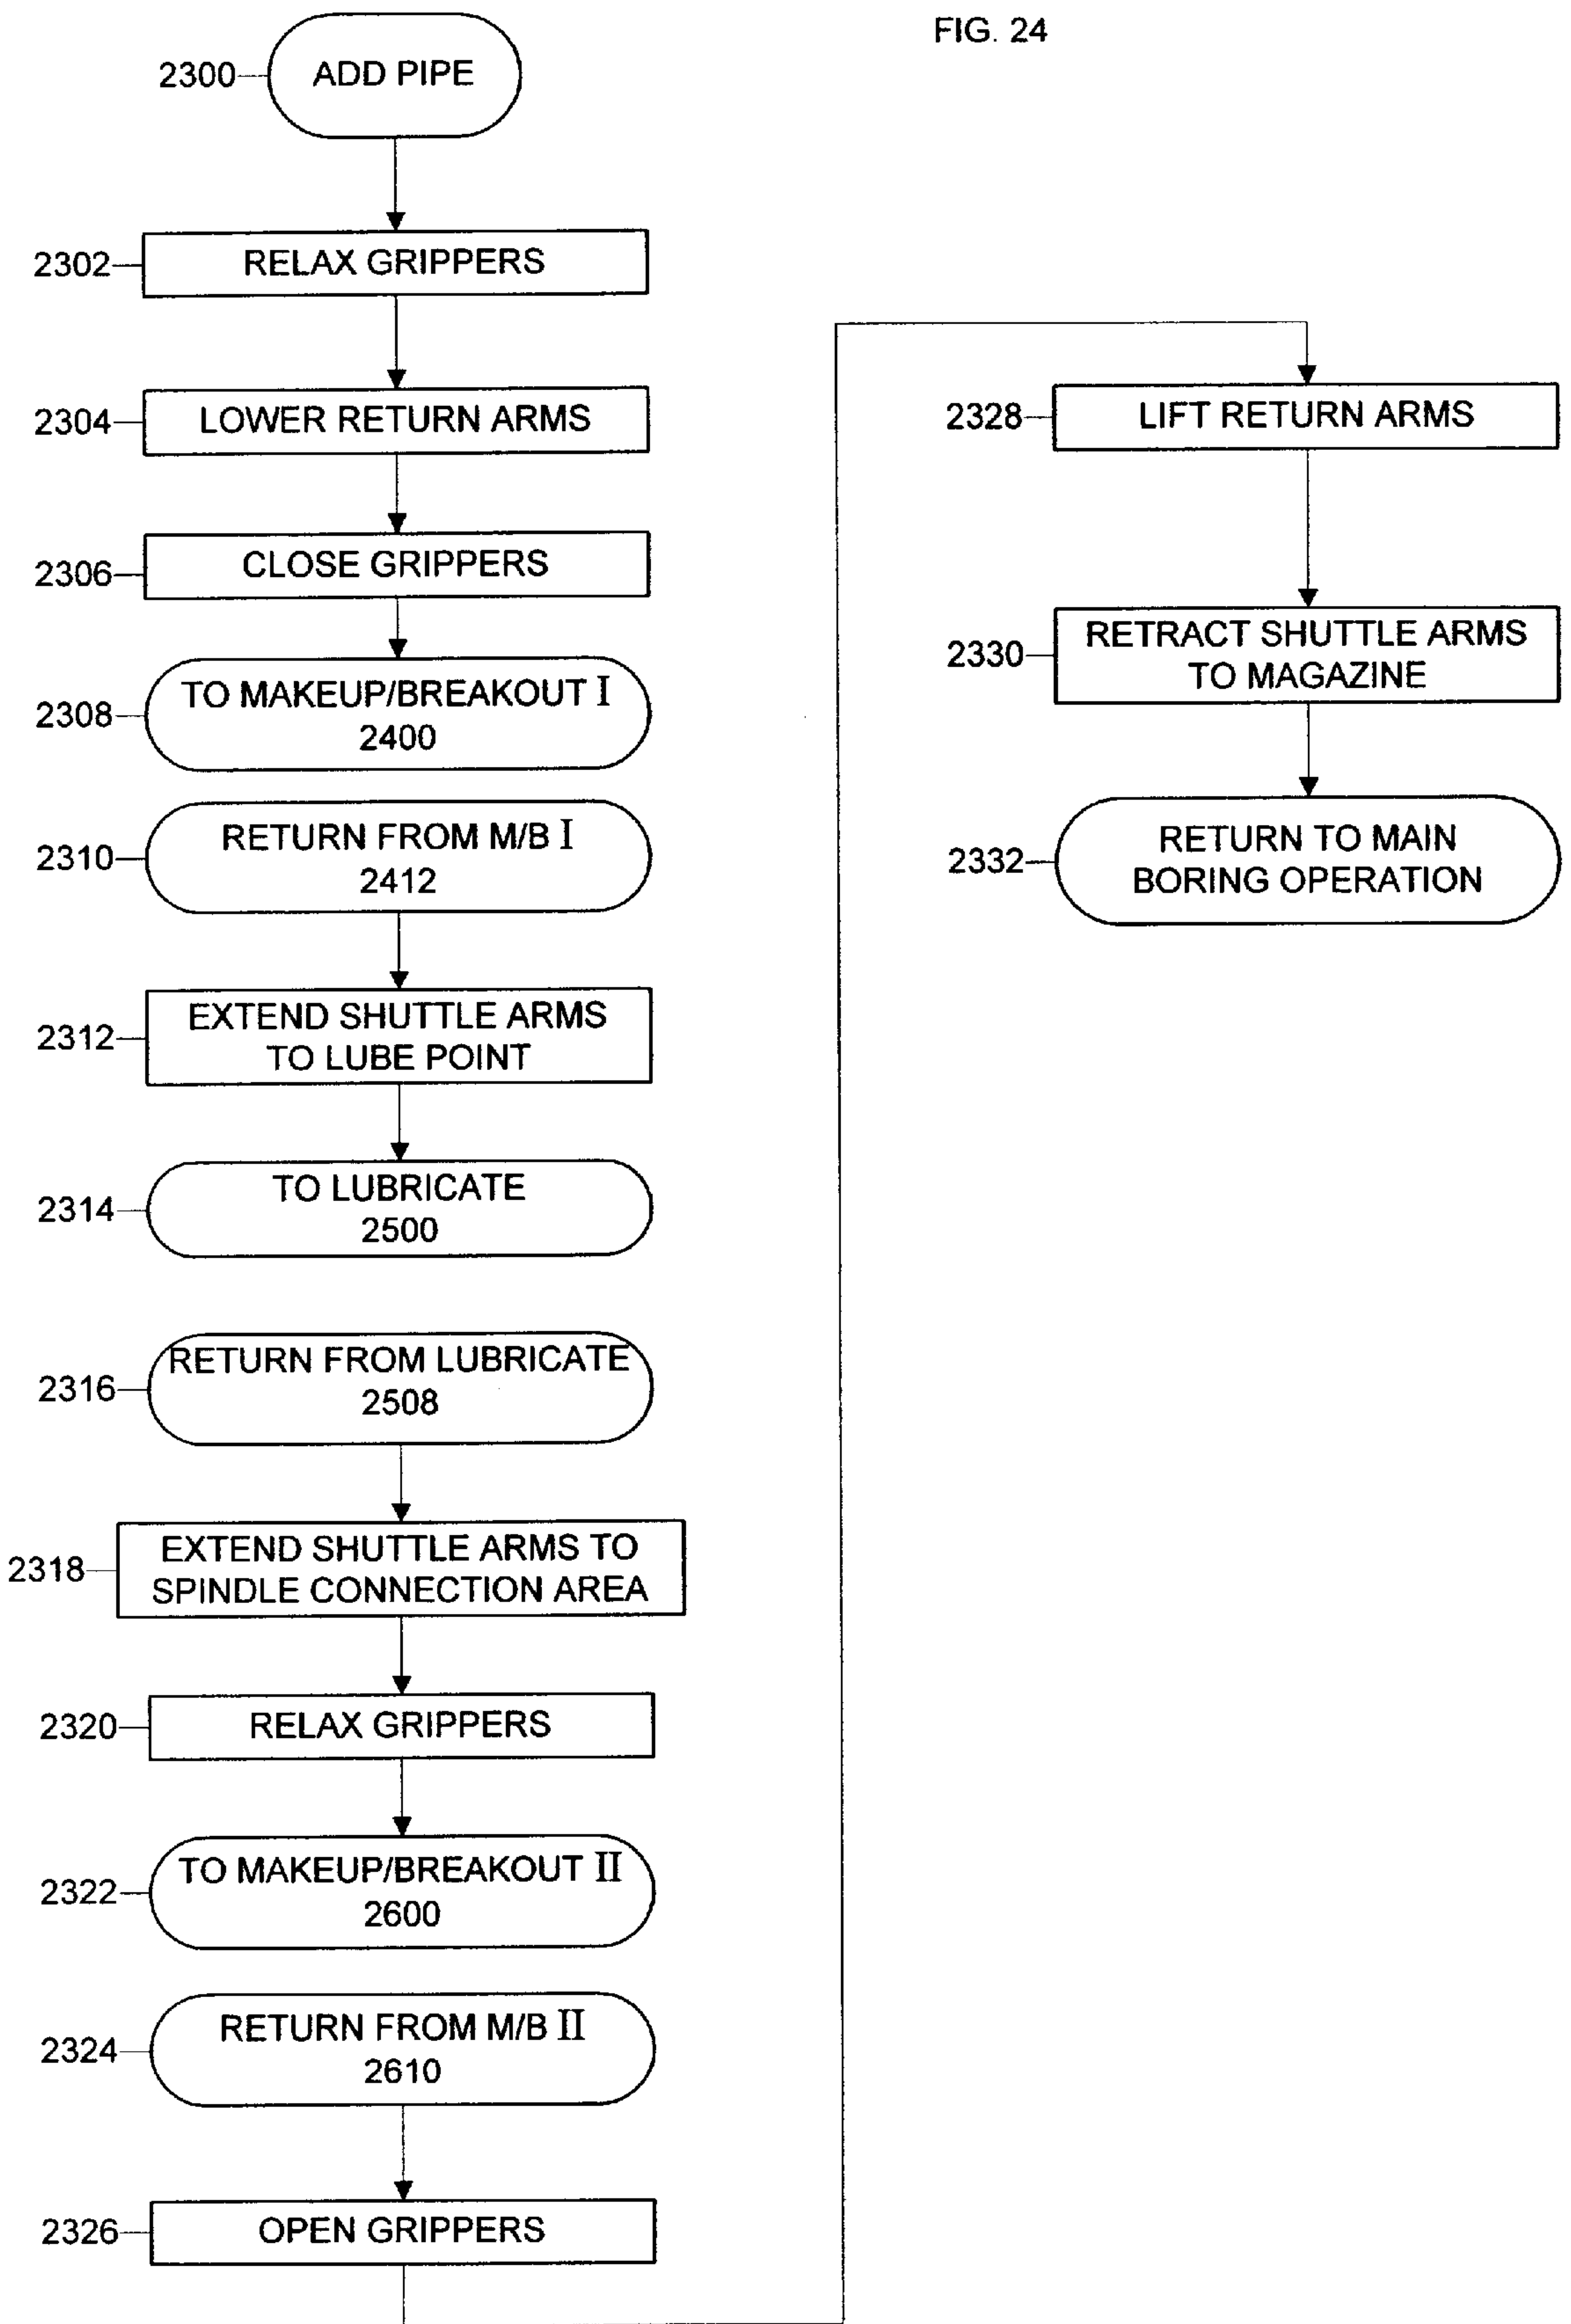 FIG. 24
2300
ADD PIPE
2302
RELAX GRIPPERS
2304
LOWER RETURN ARMS
2306
CLOSE GRIPPERS
2308
TO MAKEUP/BREAKOUT I
2400
2310
RETURN FROM M/B I
2412
2312
EXTEND SHUTTLE ARMS
TO LUBE POINT
2314
TO LUBRICATE
2500
2316
RETURN FROM LUBRICATE
2508
2318
EXTEND SHUTTLE ARMS TO
SPINDLE CONNECTION AREA
2320
RELAX GRIPPERS
2322
TO MAKEUP/BREAKOUT II
2600
2324
RETURN FROM M/B II
2610
2326
OPEN GRIPPERS
2328
LIFT RETURN ARMS
2330
RETRACT SHUTTLE ARMS
TO MAGAZINE
2332
RETURN TO MAIN
BORING OPERATION